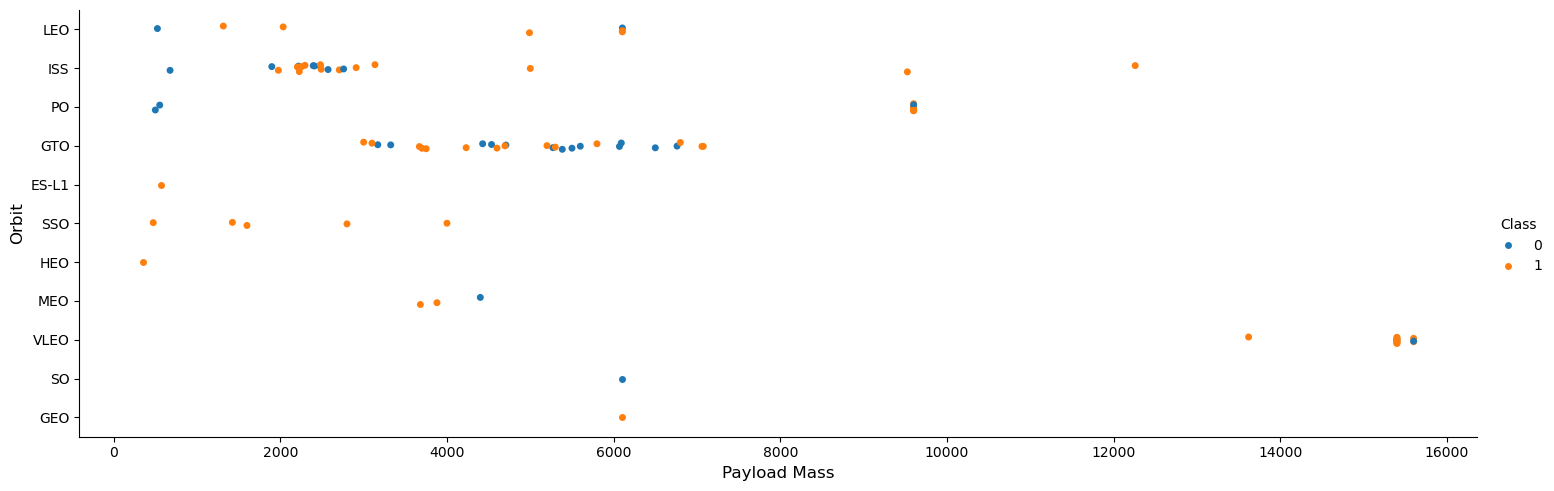 LEO
ISS
PO
GTO
ES-L1
SSO
HEO
MEO
VLEO
SO
GEO
Orbit
0 2000 4000 6000 8000 10000 12000 14000 16000
Payload Mass
Class
0
1